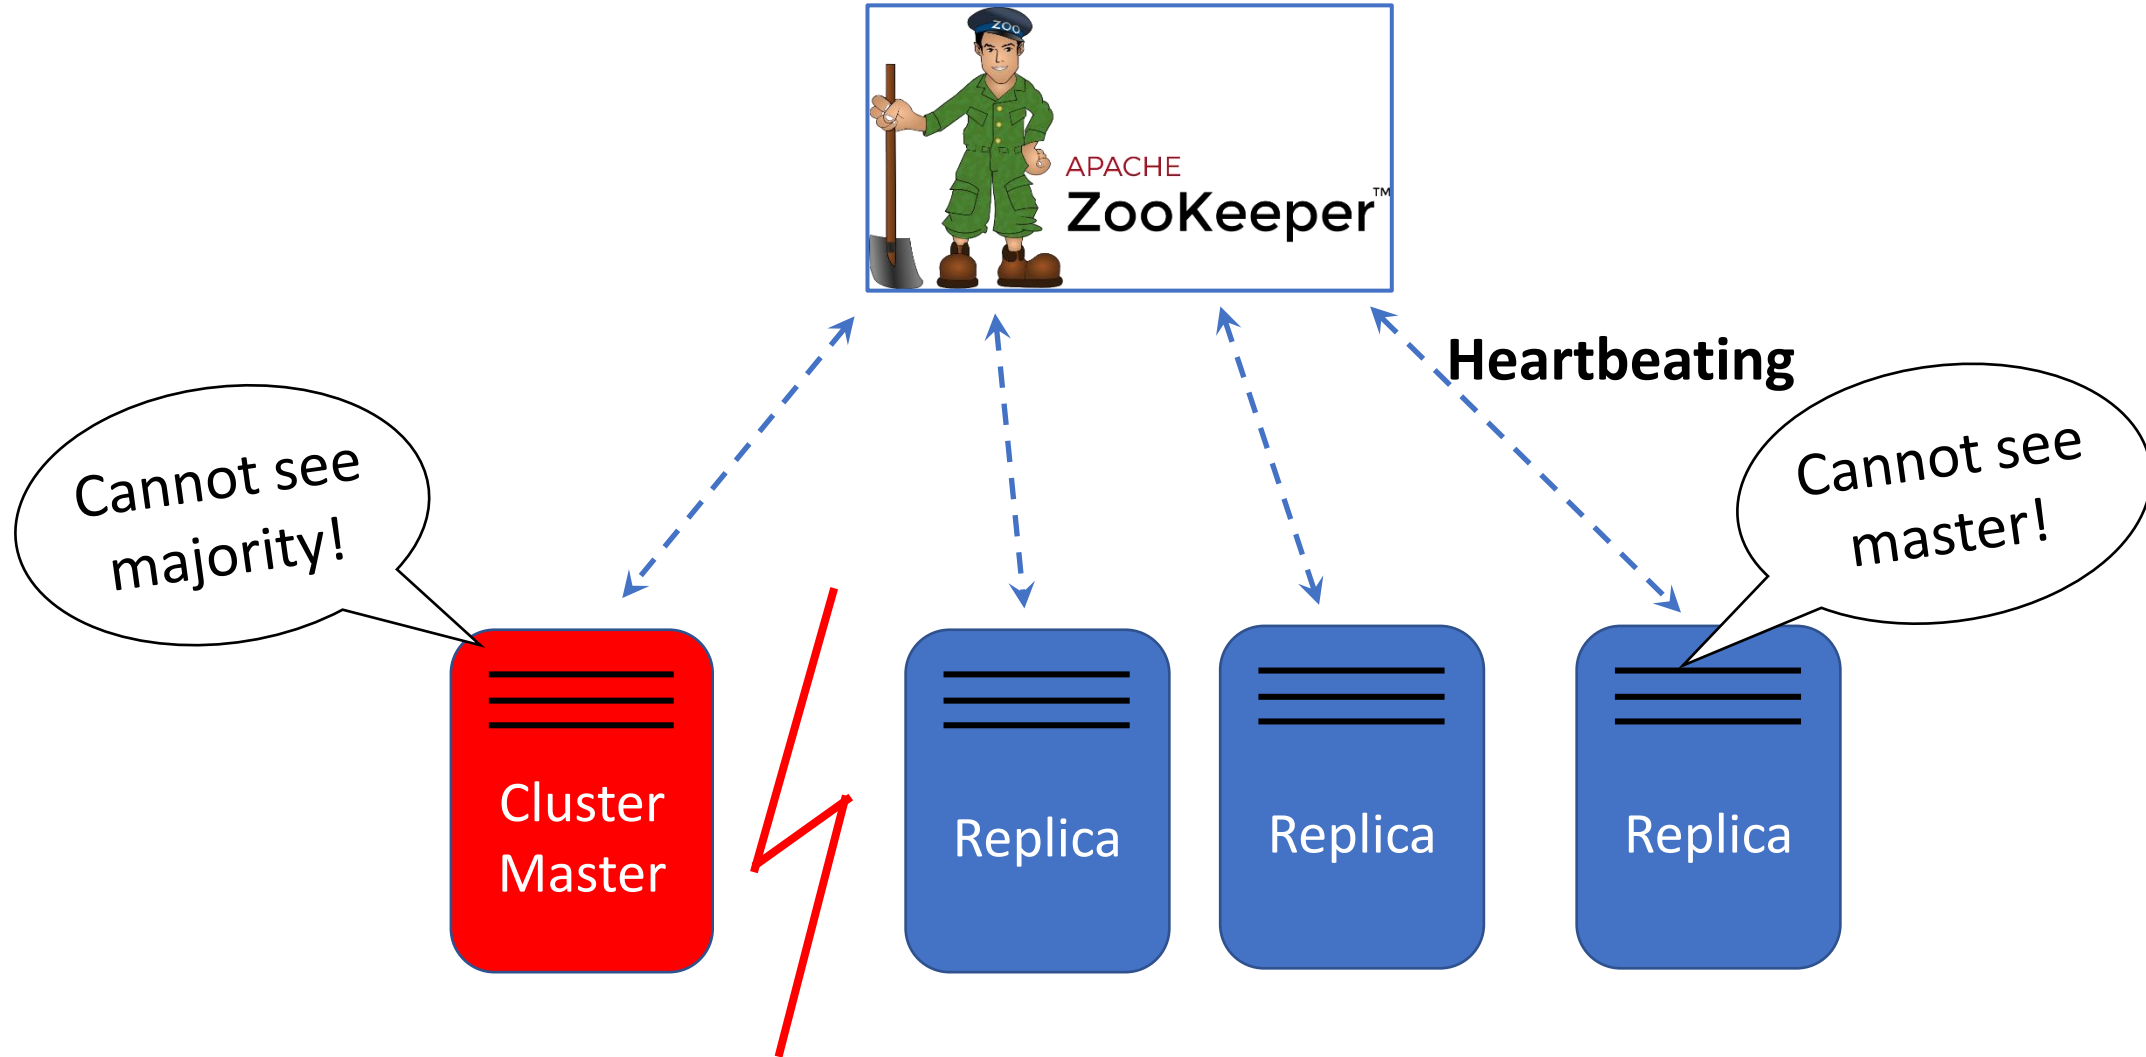 ZOO
APACHE
ZooKeeper™
Heartbeating
Cannot see
majority!
Cannot see
master!
Cluster
Master
Replica
Replica
Replica